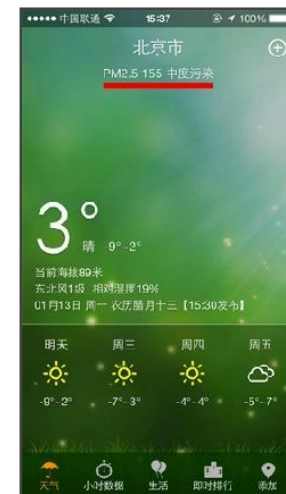 中国联通 15:37 100%
北京市
PM2.5 155 中度污染
3°
晴 -9°-2°
当前海拔89米
东北风1级 相对湿度19%
01月13日 周一 农历腊月十三【15:30发布】
明天 周三 周四 周五
-9°-2° -7°-3° -4°-4° -5°-7°
天气 小时数据 生活 即时排行 添加